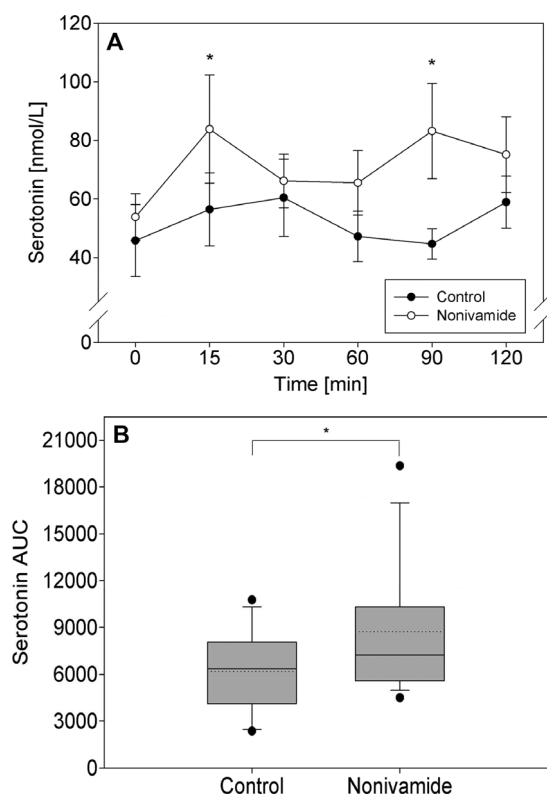 A
120
100
80
60
40
0
Serotonin [nmol/L]
*
*
Control
Nonivamide
0 15 30 60 90 120
Time [min]
B
21000
18000
15000
12000
9000
6000
3000
0
Serotonin AUC
*
Control Nonivamide